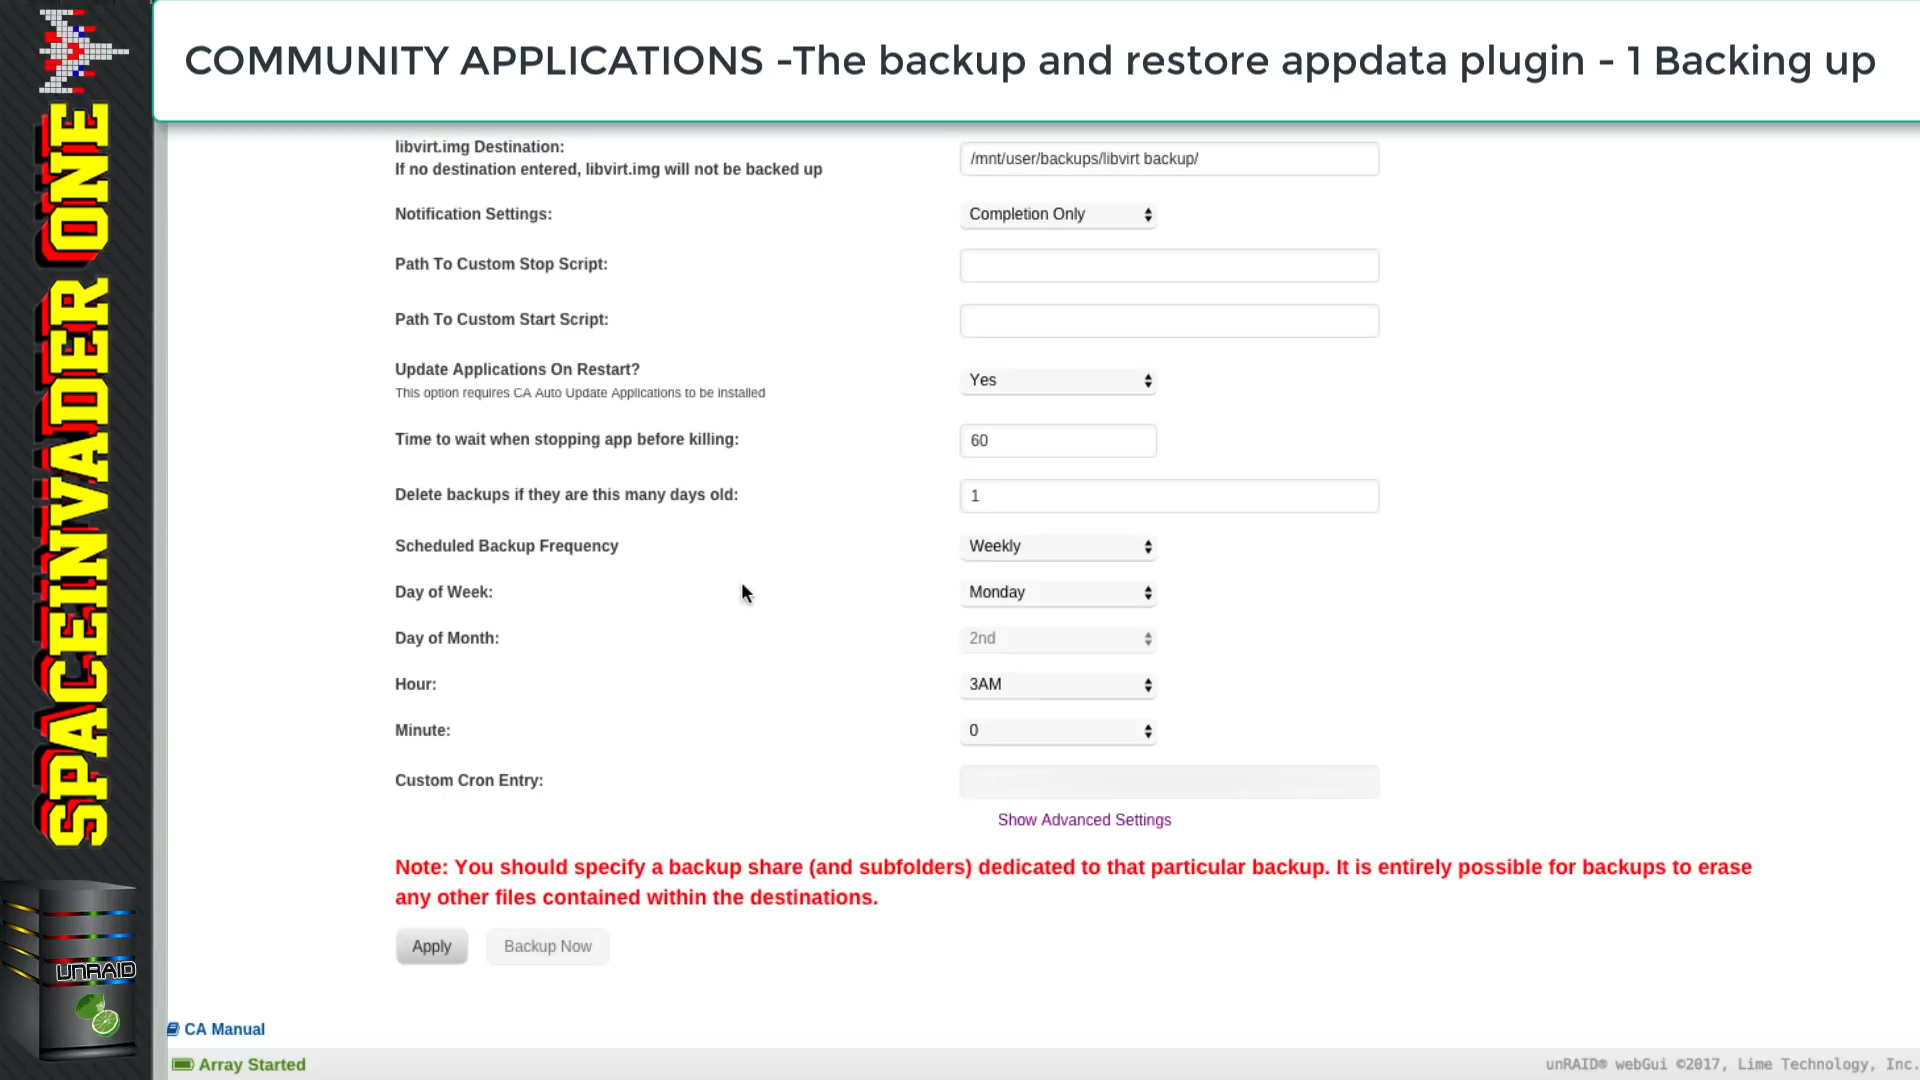 COMMUNITY APPLICATIONS -The backup and restore appdata plugin - 1 Backing up
SPACEINVADER ONE
libvirt.img Destination:
If no destination entered, libvirt.img will not be backed up
/mnt/user/backups/libvirt backup/
Notification Settings:
Completion Only
Path To Custom Stop Script:
Path To Custom Start Script:
Update Applications On Restart?
This option requires CA Auto Update Applications to be installed
Yes
Time to wait when stopping app before killing:
60
Delete backups if they are this many days old:
1
Scheduled Backup Frequency
Weekly
Day of Week:
Monday
Day of Month:
2nd
Hour:
3AM
Minute:
0
Custom Cron Entry:
Show Advanced Settings
Note: You should specify a backup share (and subfolders) dedicated to that particular backup. It is entirely possible for backups to erase
any other files contained within the destinations.
Apply
Backup Now
UNRAID
CA Manual
Array Started
unRAID® webGui ©2017, Lime Technology, Inc.